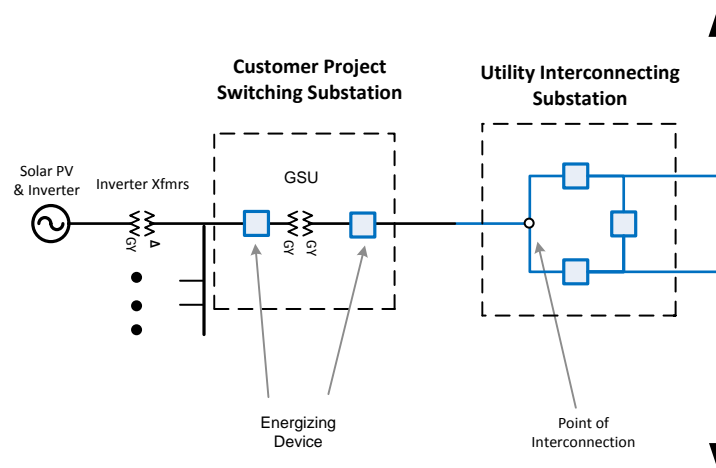 Customer Project
Switching Substation
Utility Interconnecting
Substation
Solar PV
& Inverter
Inverter Xfmrs
GSU
GY
Δ
GY
GY
Energizing
Device
Point of
Interconnection